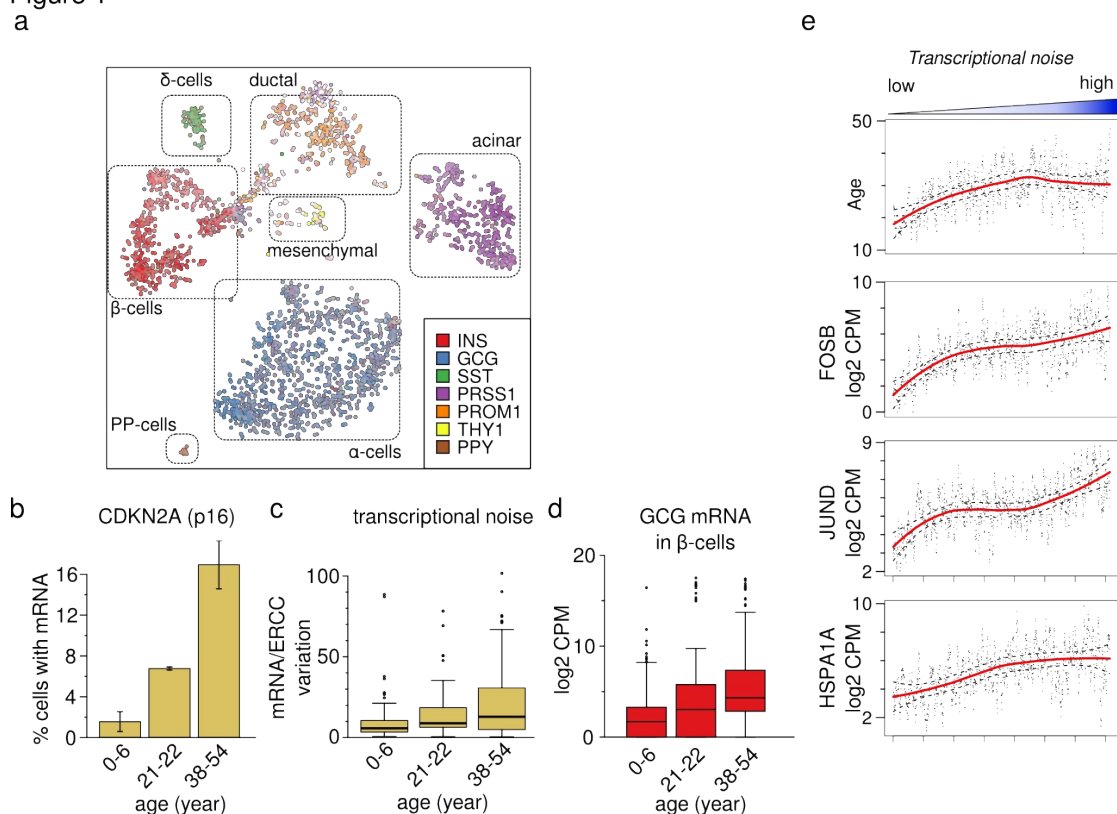 a
δ-cells
ductal
acinar
mesenchymal
β-cells
PP-cells
α-cells
INS
GCG
SST
PRSS1
PROM1
THY1
PPY
b
CDKN2A (p16)
% cells with mRNA
16
8
4
0
0-6
21-22
38-54
age (year)
c
transcriptional noise
mRNA/ERCC
variation
100
50
0
0-6
21-22
38-54
age (year)
d
GCG mRNA
in β-cells
log2 CPM
20
10
0
0-6
21-22
38-54
age (year)
e
Transcriptional noise
low
high
Age
50
10
FOSB
log2 CPM
10
0
JUND
log2 CPM
9
2
HSPA1A
log2 CPM
10
2